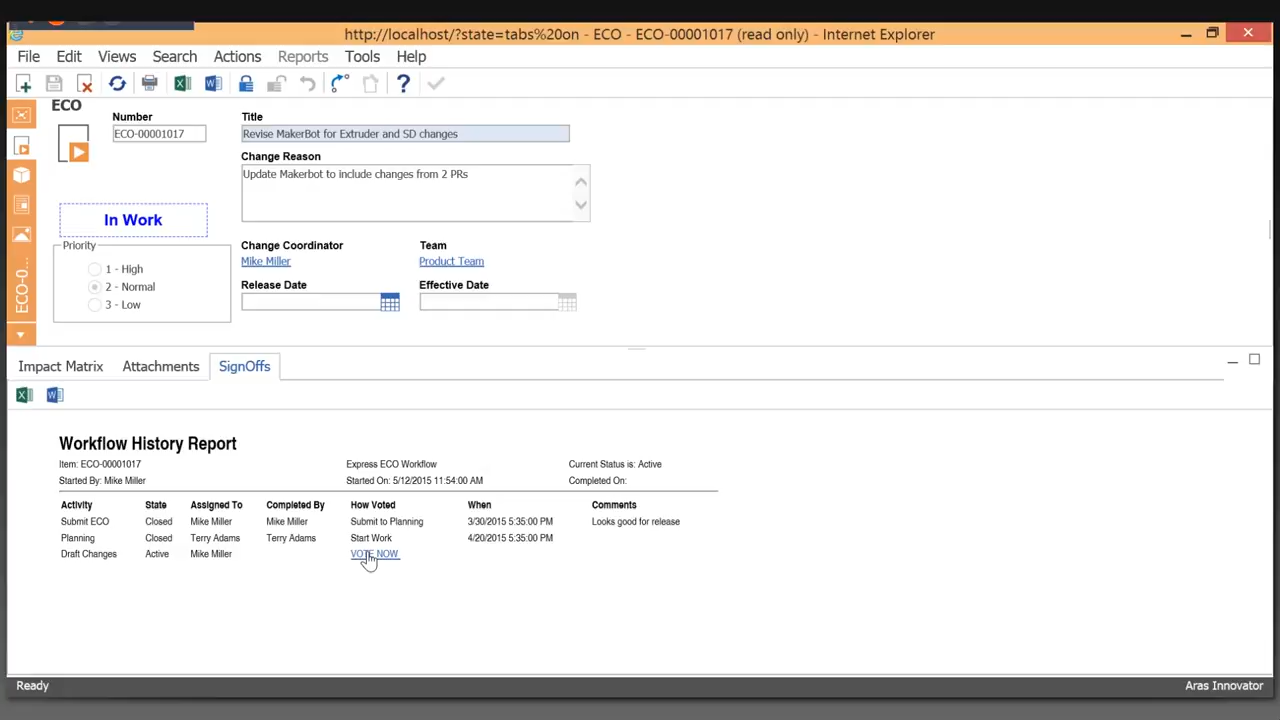 http://localhost/?state=tabs%20on - ECO - ECO-00001017 (read only) - Internet Explorer
File Edit Views Search Actions Reports Tools Help
ECO
Number
ECO-00001017
Title
Revise MakerBot for Extruder and SD changes
Change Reason
Update Makerbot to include changes from 2 PRs
In Work
Priority
1 - High
2 - Normal
3 - Low
Change Coordinator
Mike Miller
Team
Product Team
Release Date
Effective Date
ECO-0...
Impact Matrix Attachments SignOffs
Workflow History Report
Item: ECO-00001017 Express ECO Workflow Current Status is: Active
Started By: Mike Miller Started On: 5/12/2015 11:54:00 AM Completed On:
Activity State Assigned To Completed By How Voted When Comments
Submit ECO Closed Mike Miller Mike Miller Submit to Planning 3/30/2015 5:35:00 PM Looks good for release
Planning Closed Terry Adams Terry Adams Start Work 4/20/2015 5:35:00 PM
Draft Changes Active Mike Miller VOTE NOW
Ready Aras Innovator